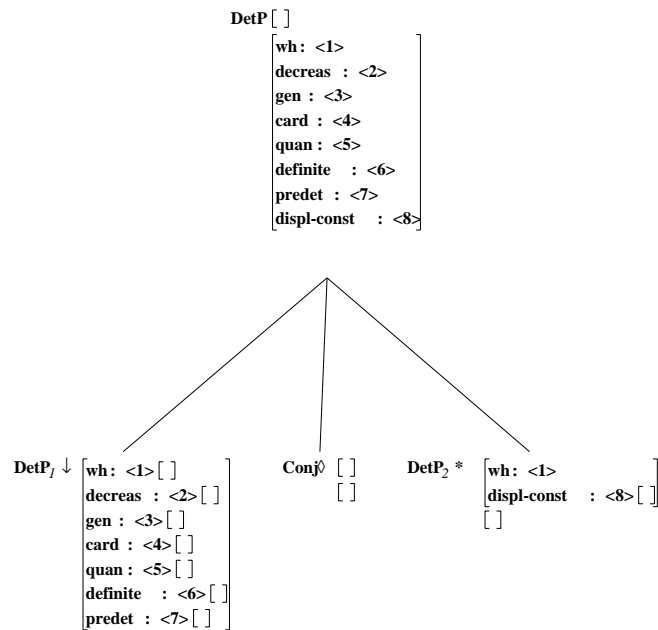 DetP [ ]
wh : <1>
decreas : <2>
gen : <3>
card : <4>
quan : <5>
definite : <6>
predet : <7>
displ-const : <8>
DetP1 ↓ wh : <1> [ ]
decreas : <2> [ ]
gen : <3> [ ]
card : <4> [ ]
quan : <5> [ ]
definite : <6> [ ]
predet : <7> [ ]
Conj◊ [ ]
[ ]
DetP2 * wh : <1>
displ-const : <8> [ ]
[ ]